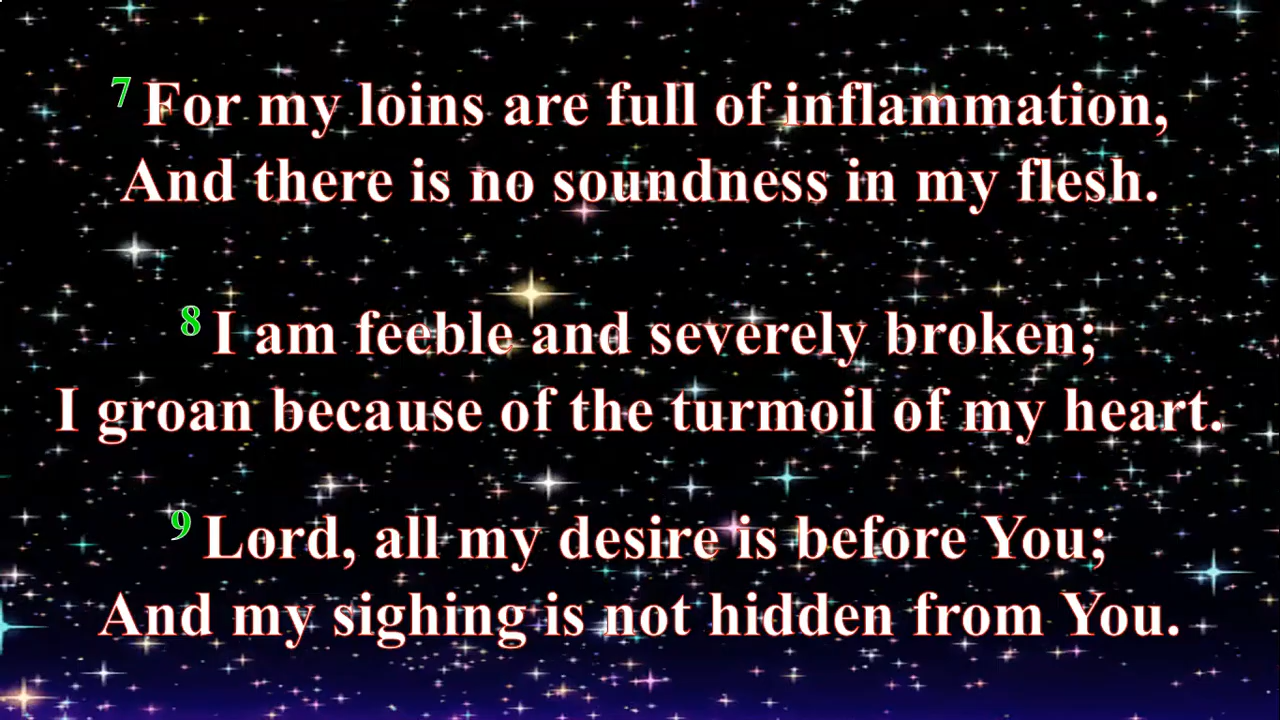 7 For my loins are full of inflammation,
And there is no soundness in my flesh.
8 I am feeble and severely broken;
I groan because of the turmoil of my heart.
9 Lord, all my desire is before You;
And my sighing is not hidden from You.